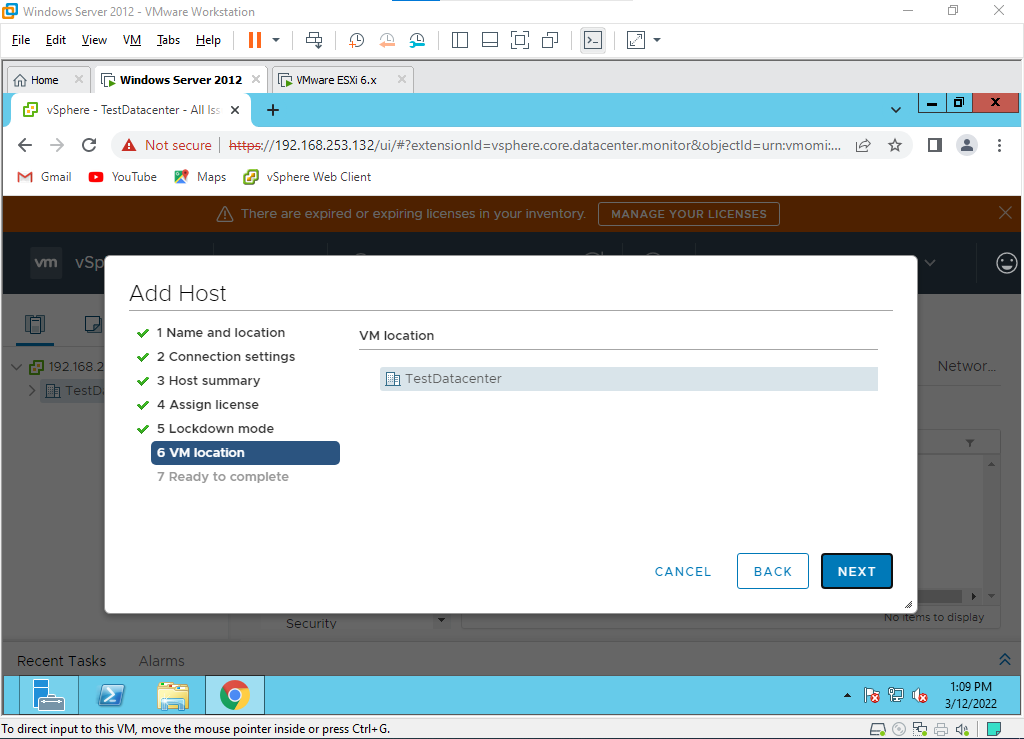 Windows Server 2012 - VMware Workstation
File Edit View VM Tabs Help
Home Windows Server 2012 VMware ESXi 6.x
vSphere - TestDatacenter - All Iss
Not secure https://192.168.253.132/ui/#?extensionId=vsphere.core.datacenter.monitor&objectId=urn:vmomi:...
Gmail YouTube Maps vSphere Web Client
There are expired or expiring licenses in your inventory. MANAGE YOUR LICENSES
vm vSp
Add Host
1 Name and location
2 Connection settings
3 Host summary
4 Assign license
5 Lockdown mode
6 VM location
7 Ready to complete
VM location
TestDatacenter
CANCEL BACK NEXT
192.168.2
TestDa
Networ...
No items to display
Security
Recent Tasks Alarms
1:09 PM
3/12/2022
To direct input to this VM, move the mouse pointer inside or press Ctrl+G.